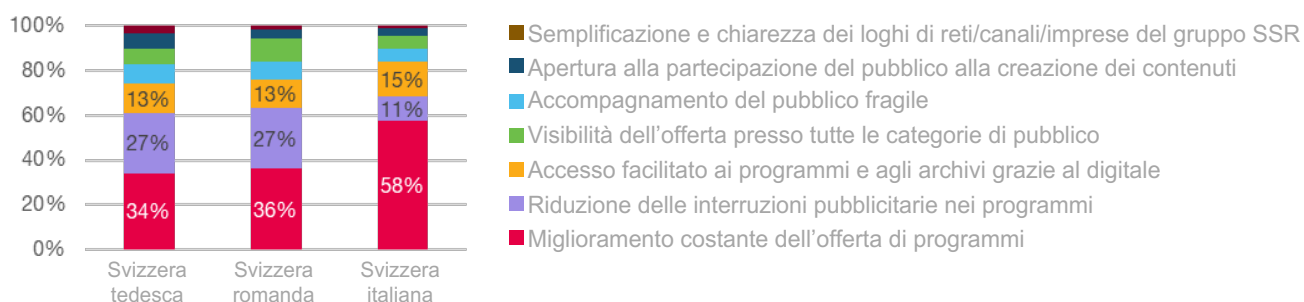 100%
80%
60%
40%
20%
0%
13%
27%
34%
13%
27%
36%
15%
11%
58%
Svizzera
tedesca
Svizzera
romanda
Svizzera
italiana
Semplificazione e chiarezza dei loghi di reti/canali/imprese del gruppo SSR
Apertura alla partecipazione del pubblico alla creazione dei contenuti
Accompagnamento del pubblico fragile
Visibilità dell’offerta presso tutte le categorie di pubblico
Accesso facilitato ai programmi e agli archivi grazie al digitale
Riduzione delle interruzioni pubblicitarie nei programmi
Miglioramento costante dell’offerta di programmi